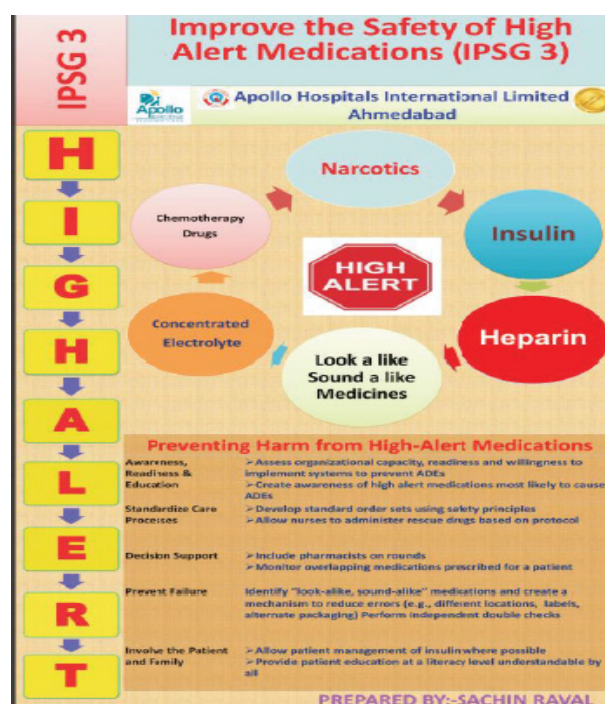 IPSG 3
Improve the Safety of High
Alert Medications (IPSG 3)
Apollo
Apollo Hospitals International Limited
Ahmedabad
H
I
G
H
A
L
E
R
T
Narcotics
Insulin
Heparin
Look a like
Sound a like
Medicines
Concentrated
Electrolyte
Chemotherapy
Drugs
HIGH
ALERT
Preventing Harm from High-Alert Medications
Awareness,
Readiness &
Education
➢Assess organizational capacity, readiness and willingness to
implement systems to prevent ADEs
➢Create awareness of high alert medications most likely to cause
ADEs
Standardize Care
Processes
➢Develop standard order sets using safety principles
➢Allow nurses to administer rescue drugs based on protocol
Decision Support
➢Include pharmacists on rounds
➢Monitor overlapping medications prescribed for a patient
Prevent Failure
Identify "look-alike, sound-alike" medications and create a
mechanism to reduce errors (e.g., different locations, labels,
alternate packaging) Perform independent double checks
Involve the Patient
and Family
➢Allow patient management of insulin where possible
➢Provide patient education at a literacy level understandable by
all
PREPARED BY:-SACHIN RAVAL